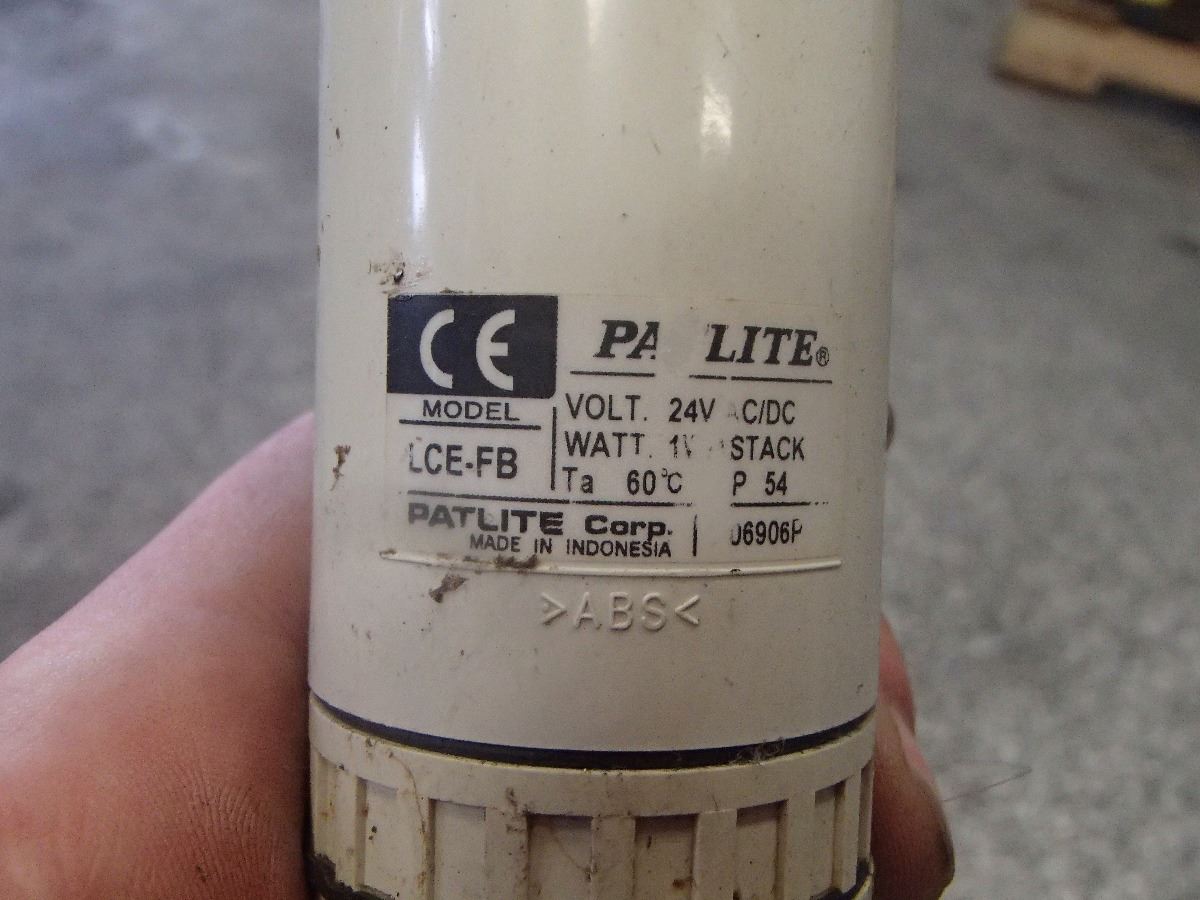 CE
PA LITE®
MODEL
LCE-FB
VOLT. 24V AC/DC
WATT. 1 STACK
Ta 60°C P 54
PATLITE Corp.
MADE IN INDONESIA
06906P
>ABS<